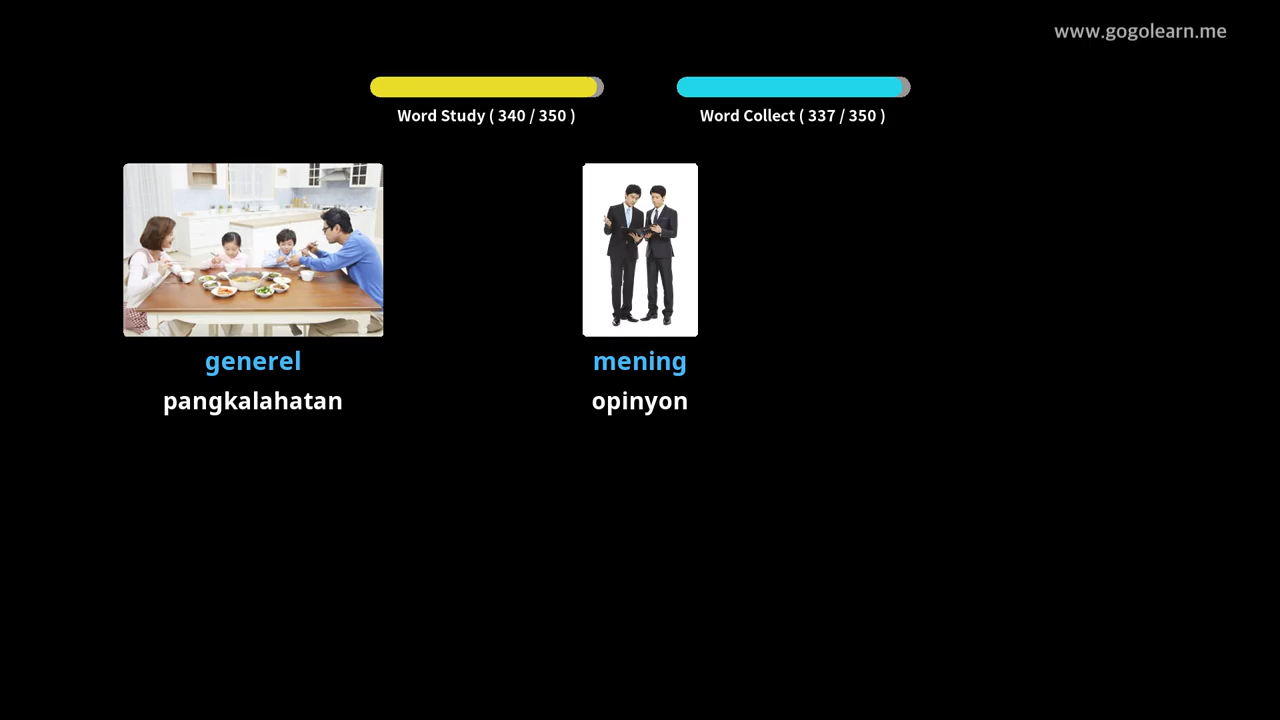 www.gogolearn.me
Word Study ( 340 / 350 )
Word Collect ( 337 / 350 )
generel
pangkalahatan
mening
opinyon